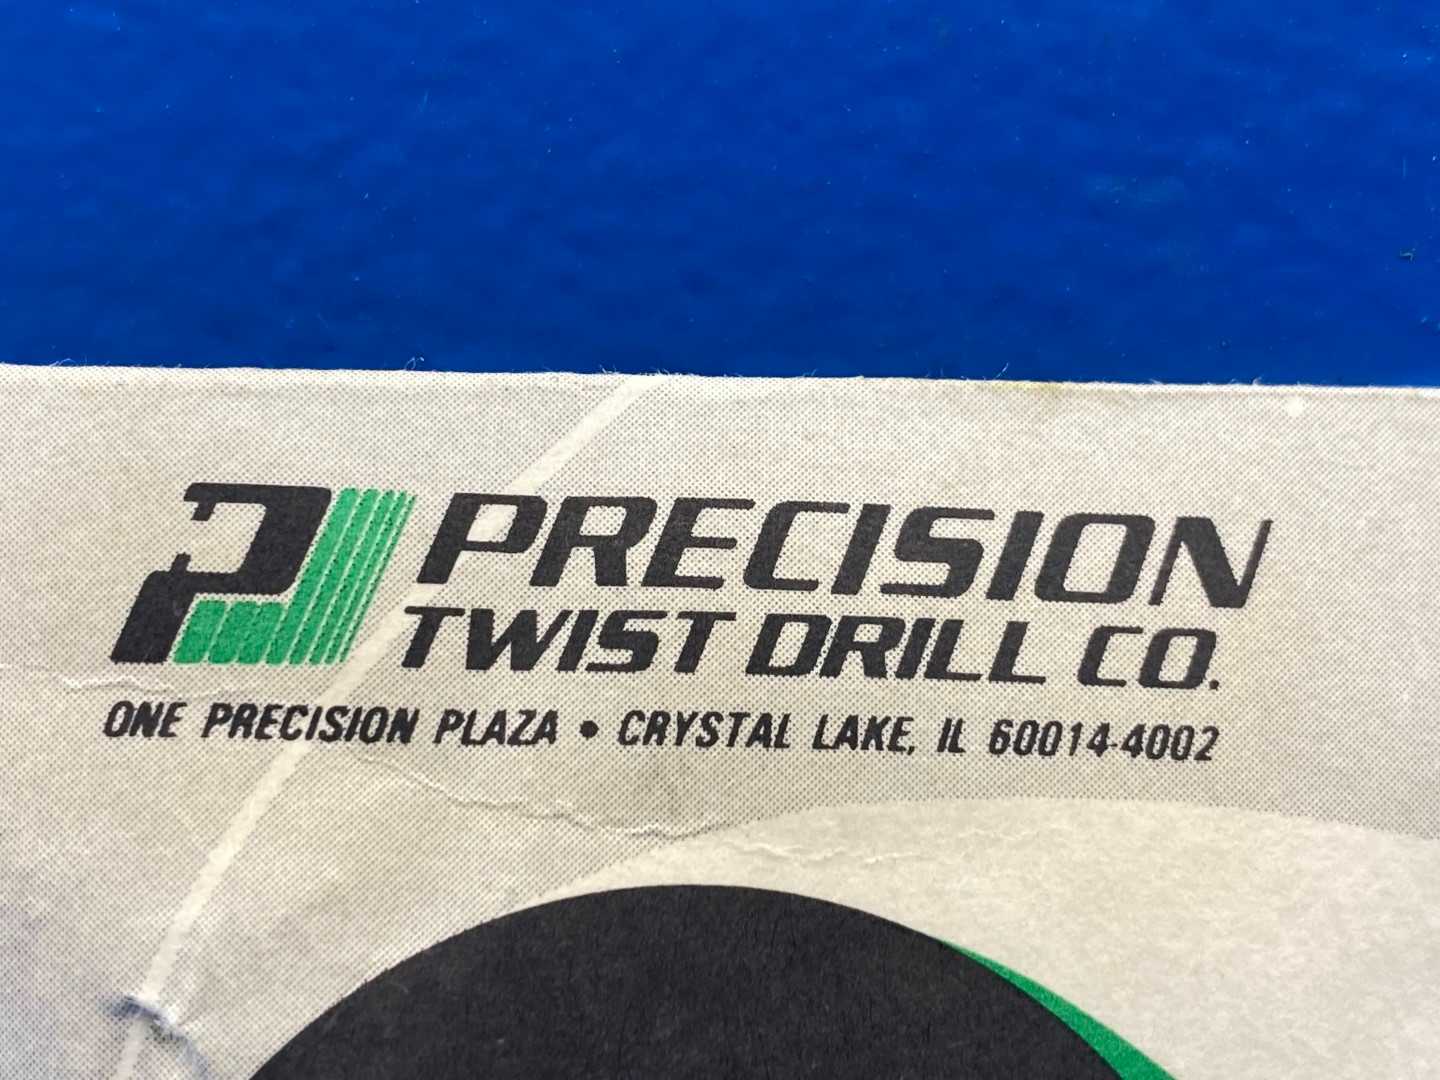 PRECISION
TWIST DRILL CO.
ONE PRECISION PLAZA • CRYSTAL LAKE, IL 60014-4002